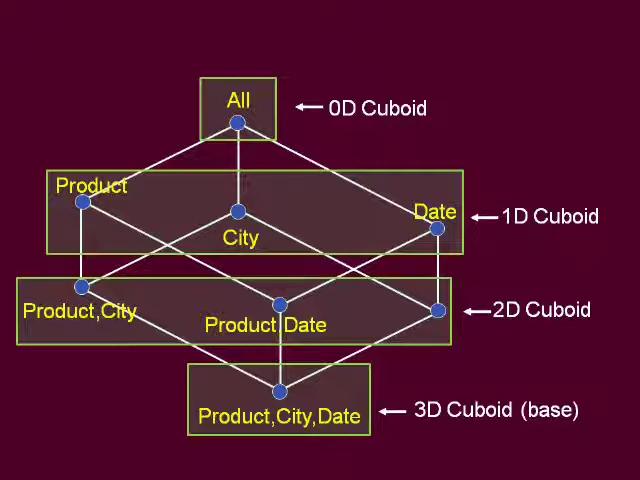 All
0D Cuboid
Product
City
Date
1D Cuboid
Product,City
Product,Date
2D Cuboid
Product,City,Date
3D Cuboid (base)